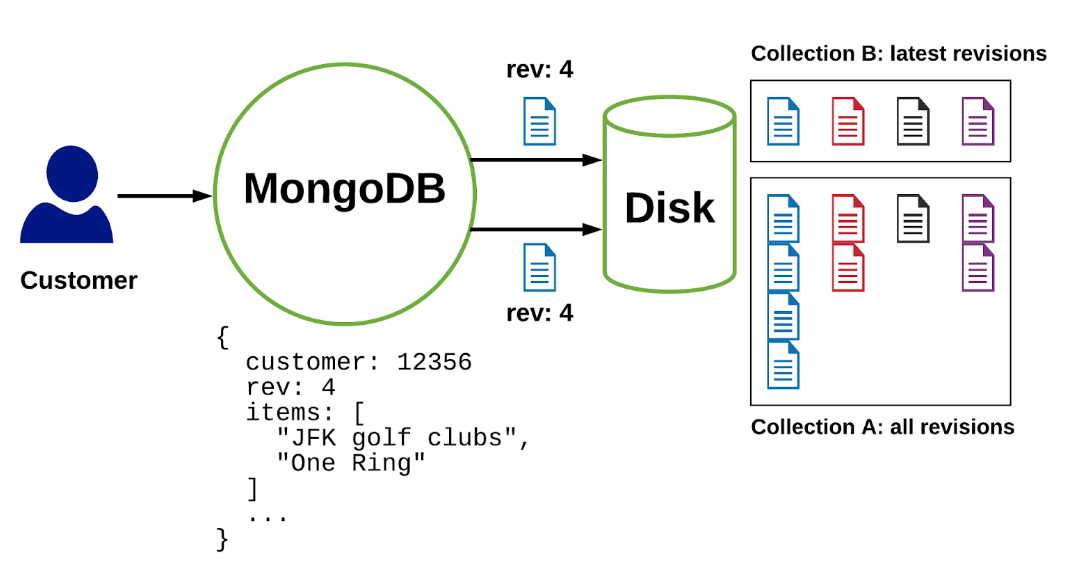 Collection B: latest revisions
rev: 4
MongoDB
Disk
Customer
rev: 4
{
  customer: 12356
  rev: 4
  items: [
    "JFK golf clubs",
    "One Ring"
  ]
  ...
}
Collection A: all revisions